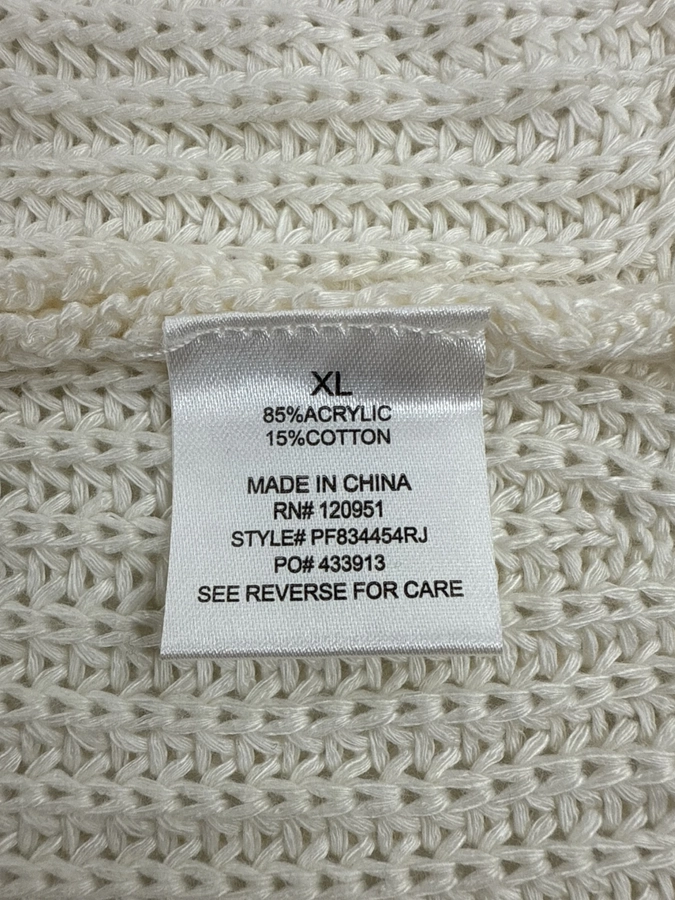 XL
85%ACRYLIC
15%COTTON
MADE IN CHINA
RN# 120951
STYLE# PF834454RJ
PO# 433913
SEE REVERSE FOR CARE